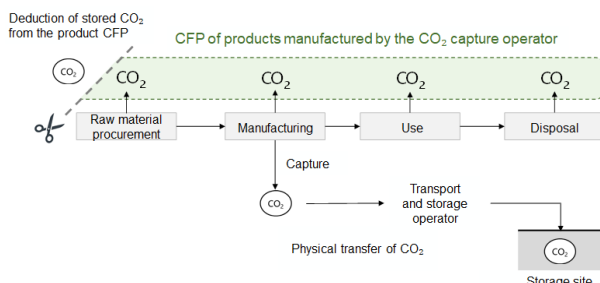 Deduction of stored CO₂
from the product CFP
CFP of products manufactured by the CO₂ capture operator
CO₂
CO₂
CO₂
CO₂
CO₂
Raw material
procurement
Manufacturing
Use
Disposal
Capture
CO₂
Transport
and storage
operator
Physical transfer of CO₂
CO₂
Storage site